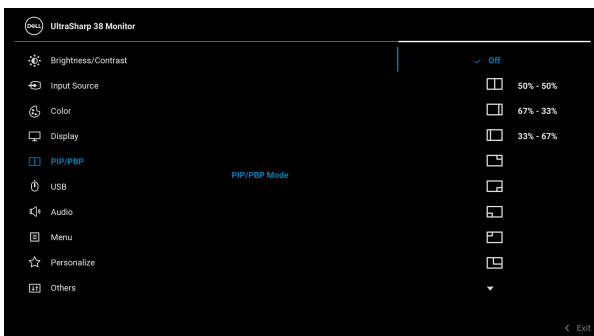 DELL UltraSharp 38 Monitor
Brightness/Contrast
Off
Input Source
50% - 50%
Color
67% - 33%
Display
33% - 67%
PIP/PBP
PIP/PBP Mode
USB
Audio
Menu
Personalize
Others
Exit